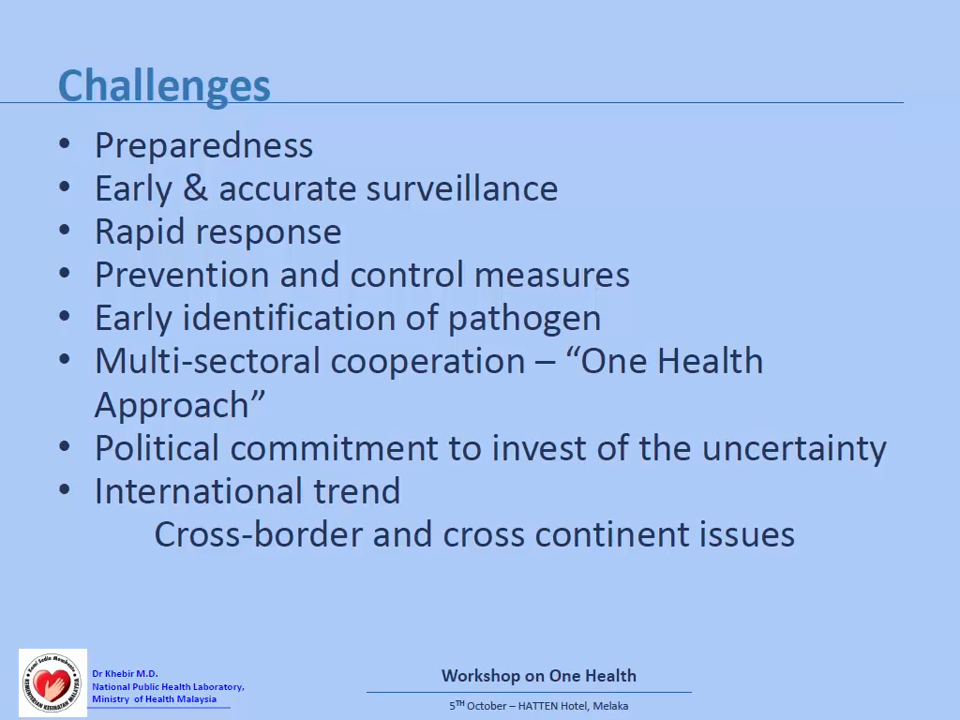 Challenges
• Preparedness
• Early & accurate surveillance
• Rapid response
• Prevention and control measures
• Early identification of pathogen
• Multi-sectoral cooperation – “One Health
Approach”
• Political commitment to invest of the uncertainty
• International trend
Cross-border and cross continent issues
Dr Khebir M.D.
National Public Health Laboratory,
Ministry of Health Malaysia
Workshop on One Health
5TH October – HATTEN Hotel, Melaka